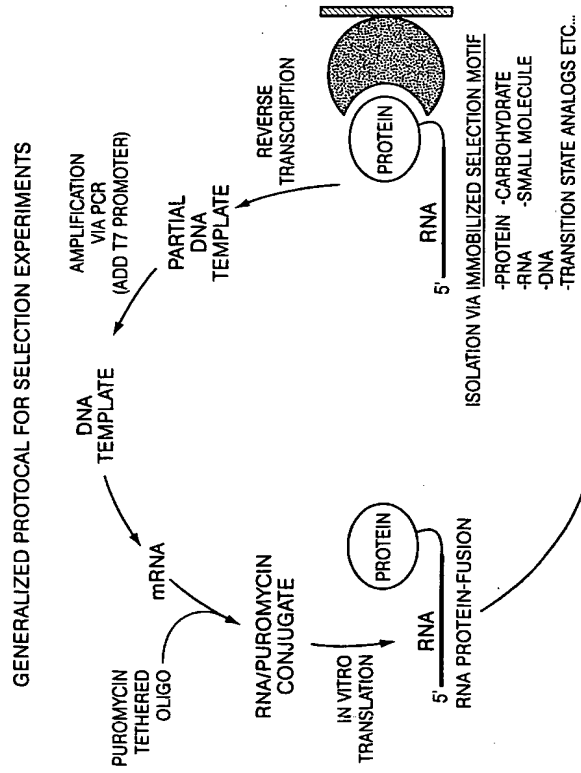 GENERALIZED PROTOCAL FOR SELECTION EXPERIMENTS
AMPLIFICATION
VIA PCR
(ADD T7 PROMOTER)
DNA
TEMPLATE
PARTIAL
DNA
TEMPLATE
REVERSE
TRANSCRIPTION
mRNA
PUROMYCIN
TETHERED
OLIGO
RNA/PUROMYCIN
CONJUGATE
IN VITRO
TRANSLATION
PROTEIN
RNA
5'
RNA PROTEIN-FUSION
PROTEIN
RNA
5'
ISOLATION VIA IMMOBILIZED SELECTION MOTIF
-PROTEIN -CARBOHYDRATE
-RNA -SMALL MOLECULE
-DNA
-TRANSITION STATE ANALOGS ETC...